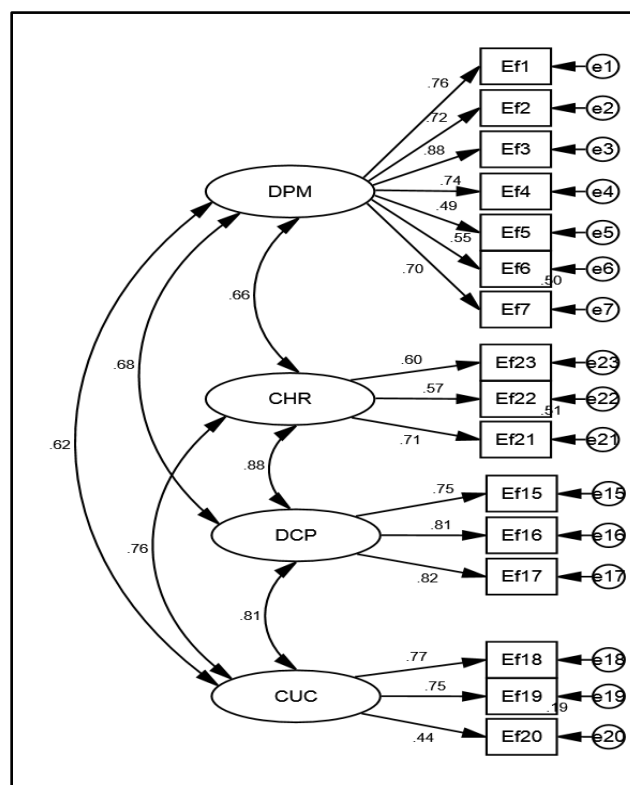 Ef1 e1
.76
Ef2 e2
.72
Ef3 e3
.88
DPM Ef4 e4
.74
.49
Ef5 e5
.55
Ef6 e6
.50
.70
Ef7 e7
.66
.60 Ef23 e23
.68
CHR .57 Ef22 e22
.51
.71 Ef21 e21
.62
.88
.75 Ef15 e15
DCP .81 Ef16 e16
.76
.82 Ef17 e17
.81
.77 Ef18 e18
CUC .75 Ef19 e19
.19
.44 Ef20 e20